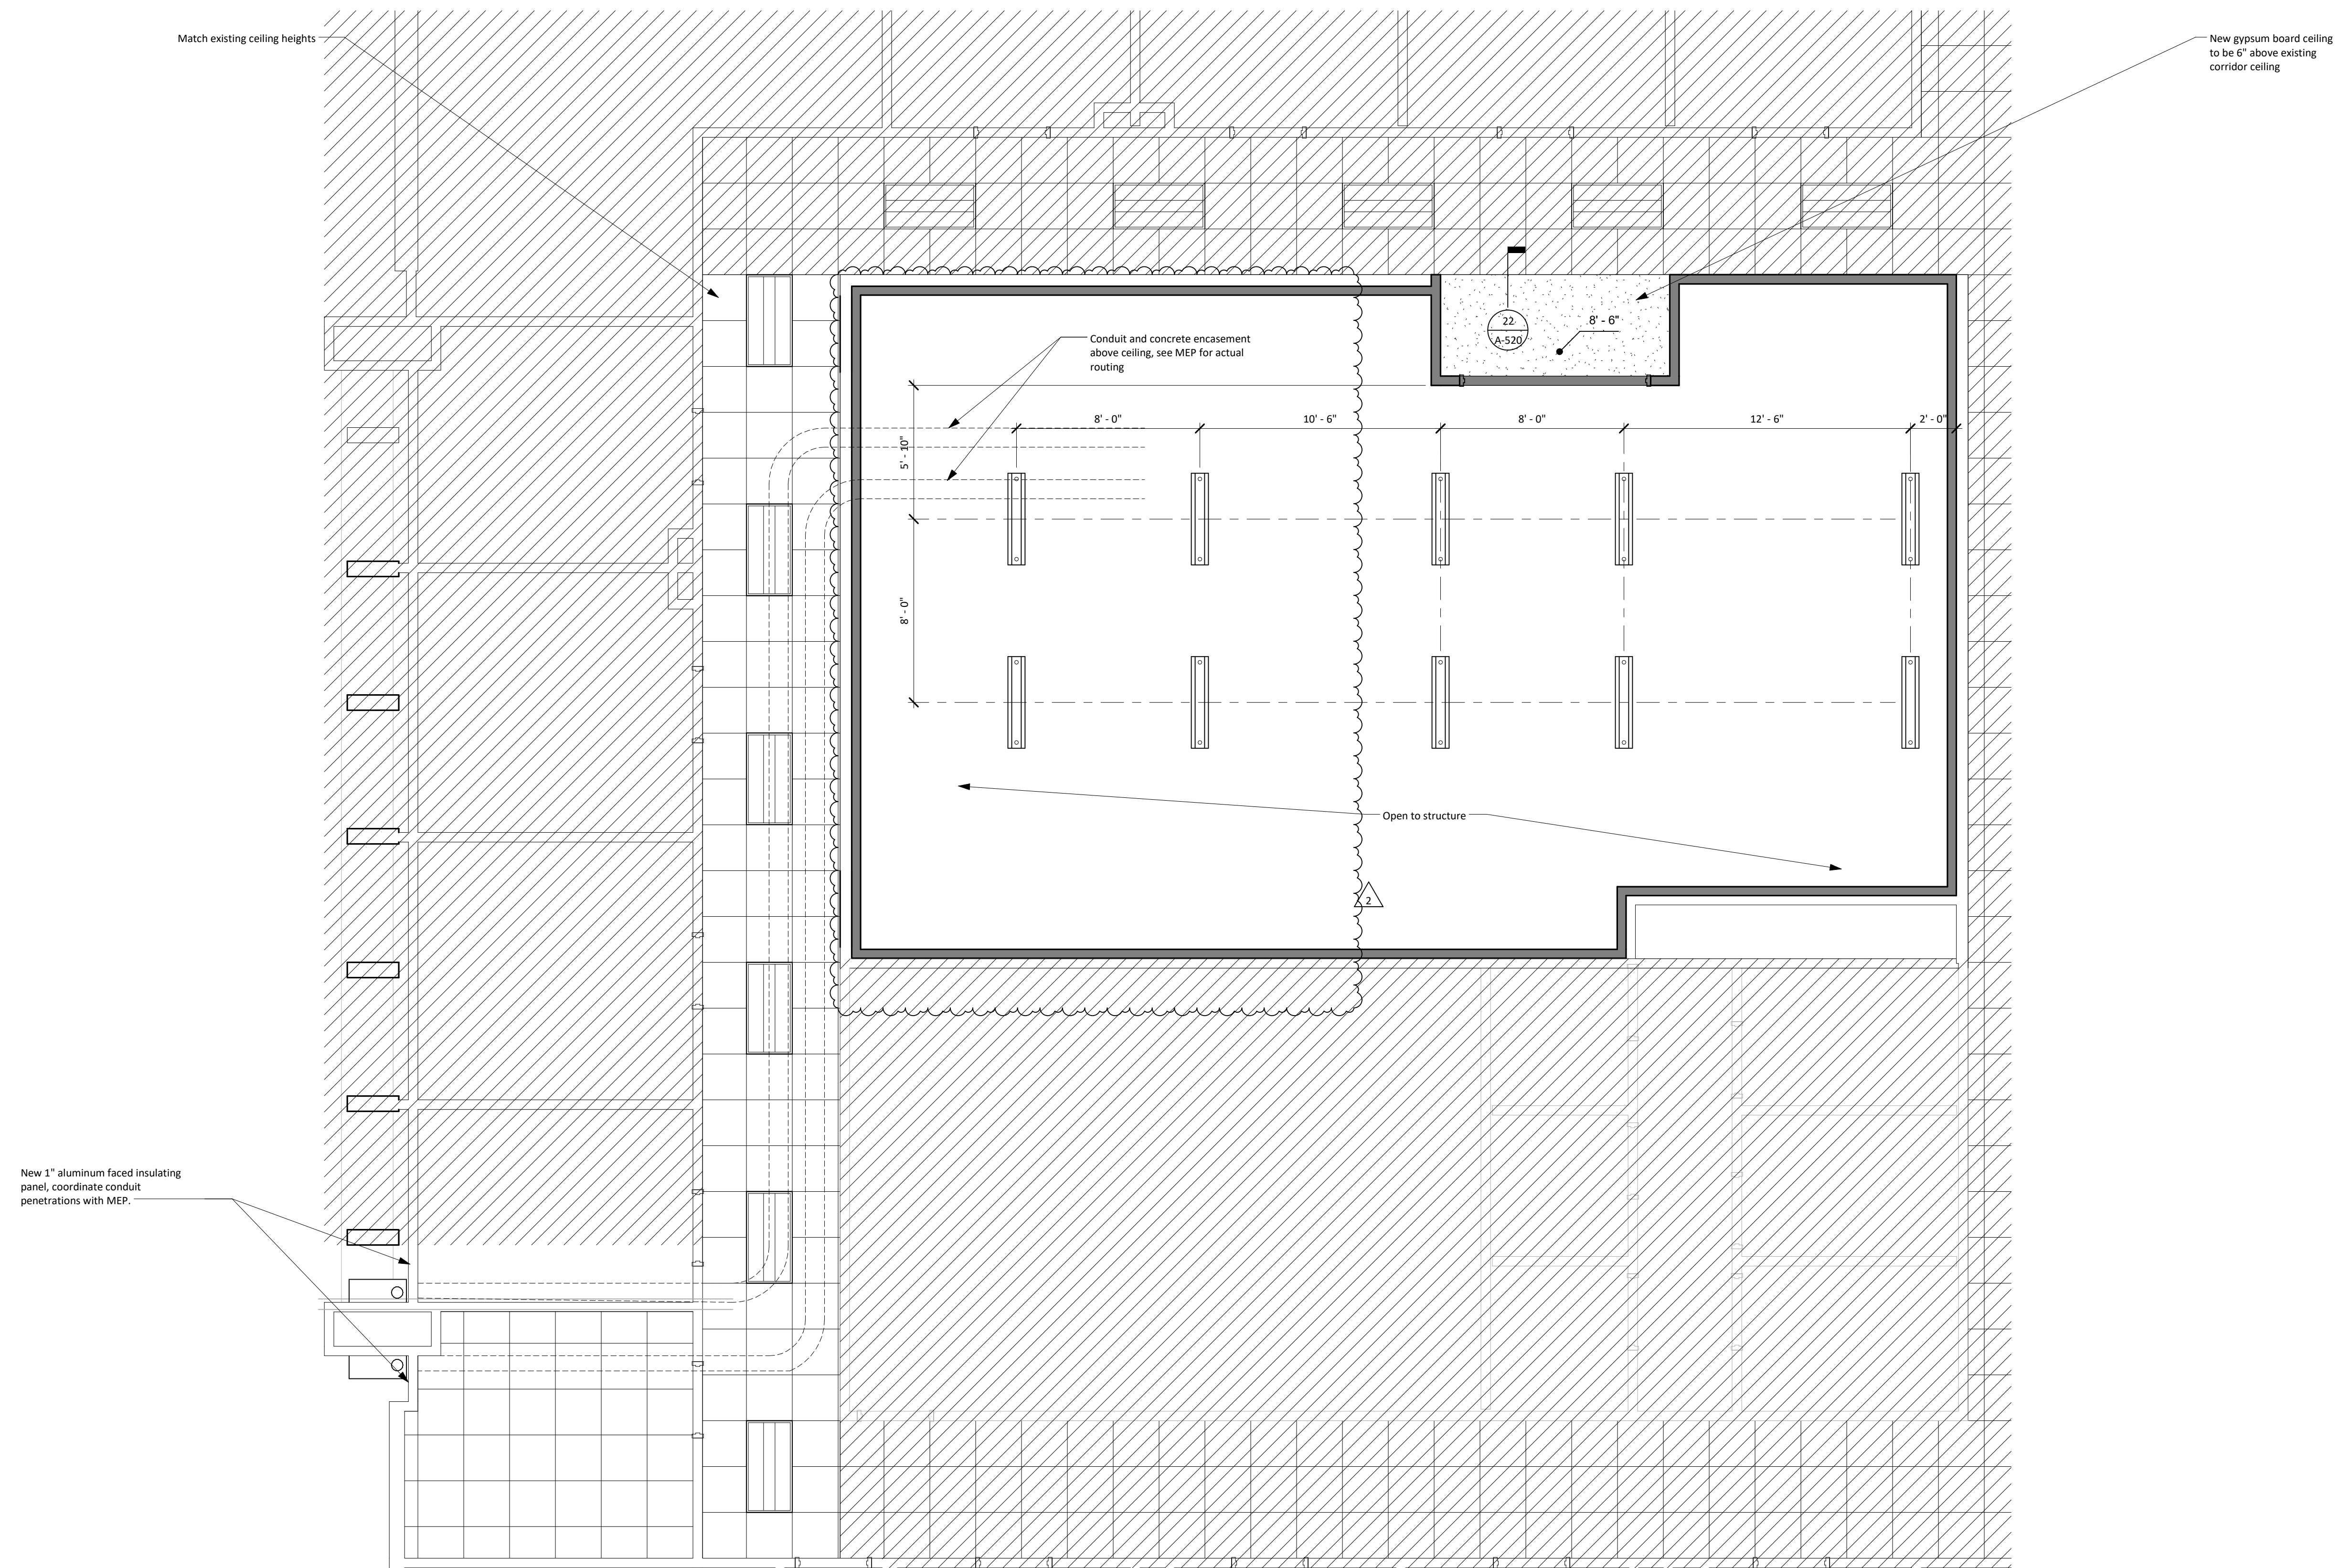 Match existing ceiling heights
New gypsum board ceiling
to be 6" above existing
corridor ceiling
22
A-520
8' - 6"
Conduit and concrete encasement
above ceiling, see MEP for actual
routing
8' - 0"
10' - 6"
8' - 0"
12' - 6"
2' - 0"
5' - 10"
8' - 0"
Open to structure
2
New 1" aluminum faced insulating
panel, coordinate conduit
penetrations with MEP.